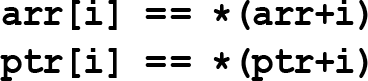 arr[i] == *(arr+i)
ptr[i] == *(ptr+i)